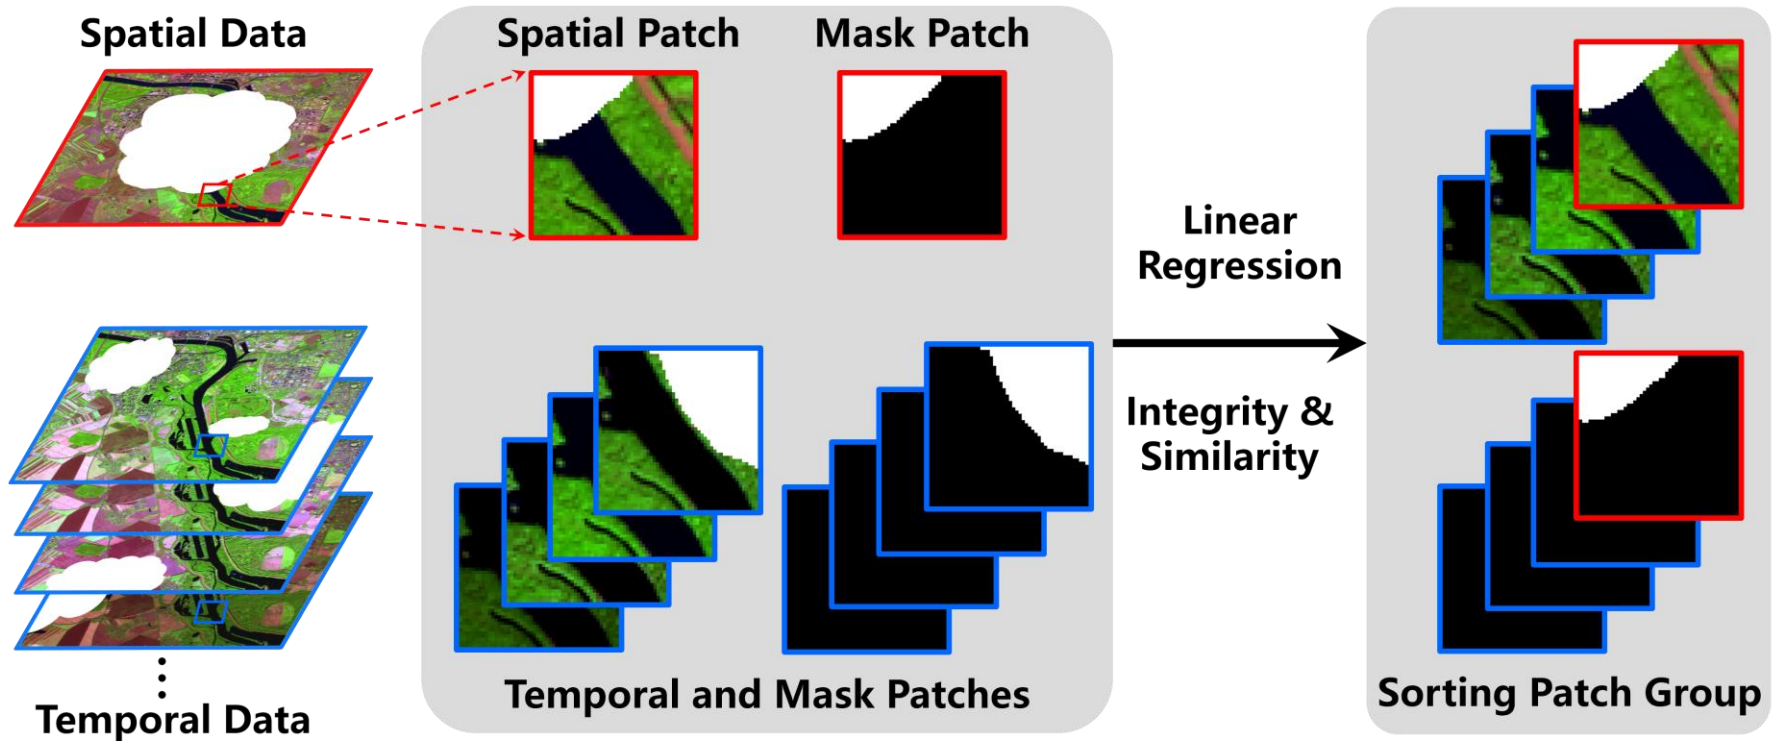 Spatial Data
Spatial Patch
Mask Patch
Linear
Regression
Integrity &
Similarity
Temporal Data
Temporal and Mask Patches
Sorting Patch Group